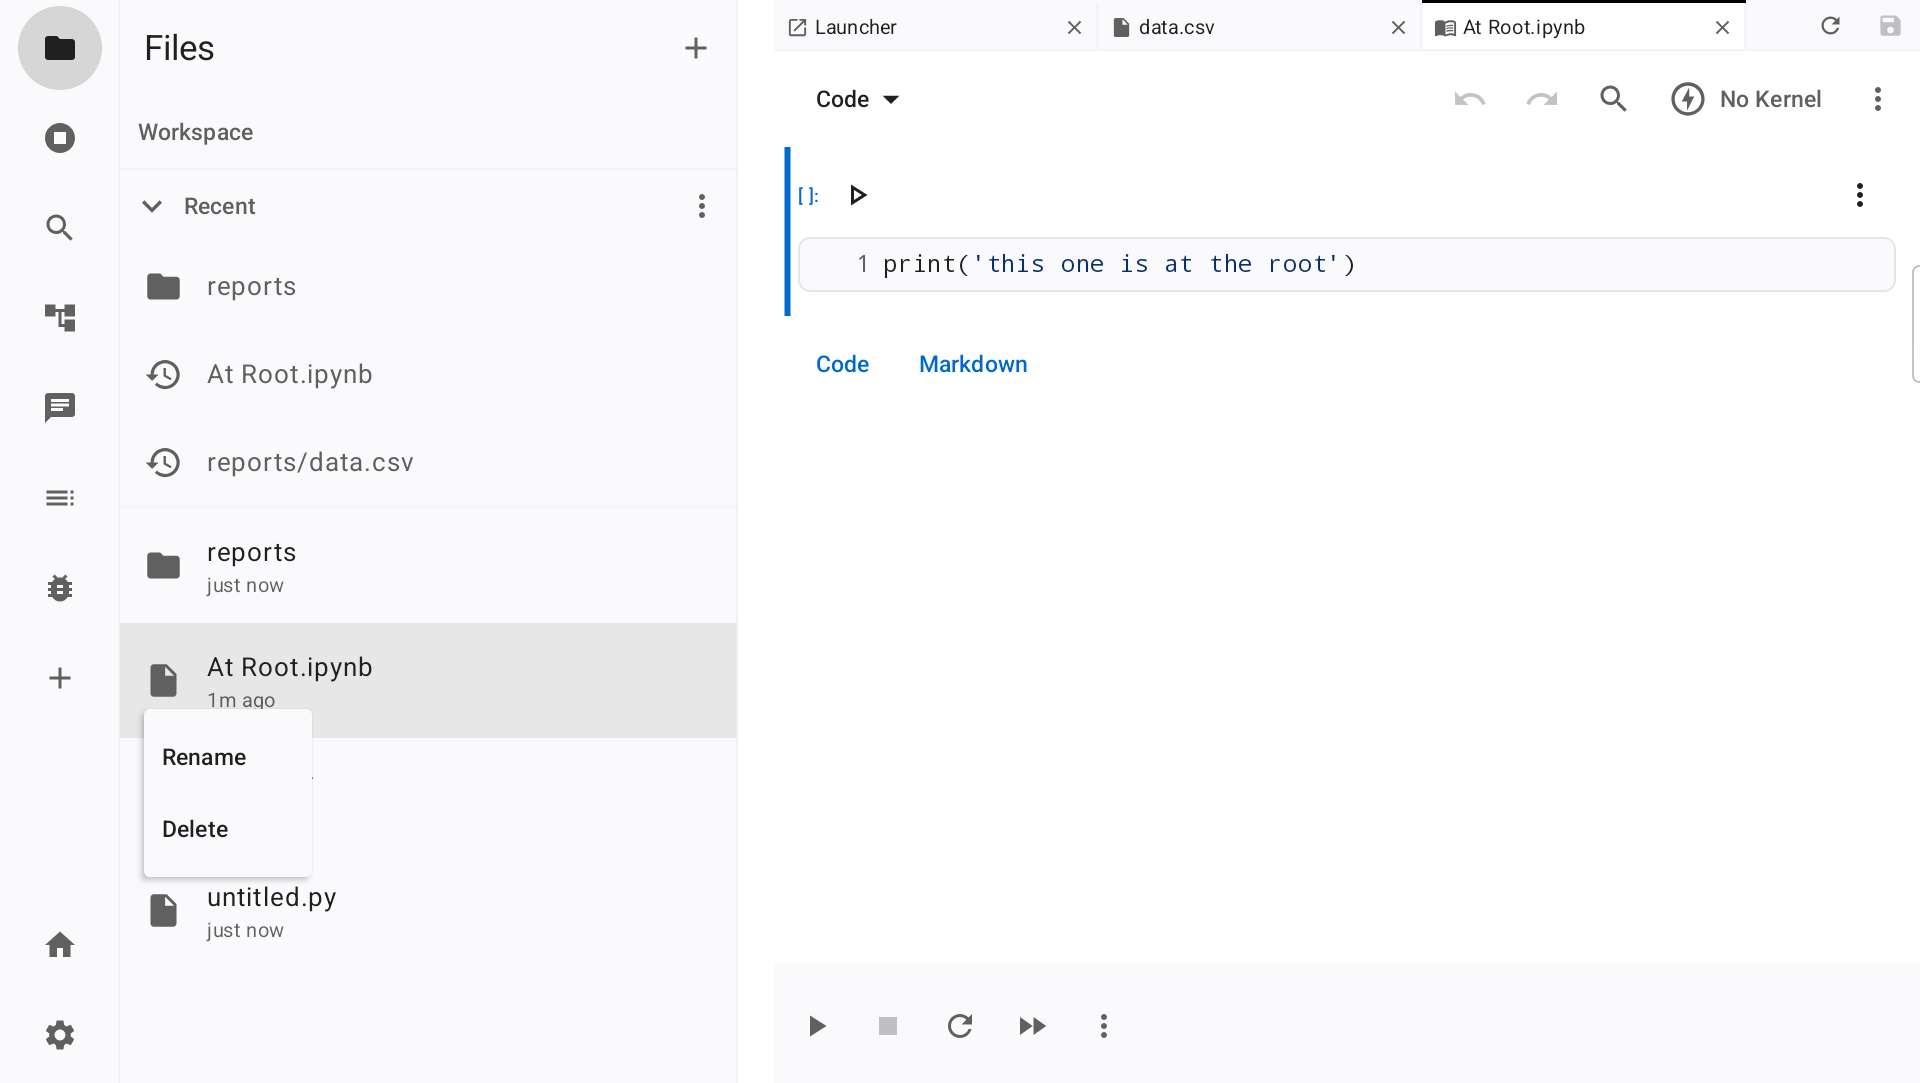 Files
Workspace
Recent
reports
At Root.ipynb
reports/data.csv
reports
just now
At Root.ipynb
1m ago
Rename
Delete
untitled.py
just now
Launcher
data.csv
At Root.ipynb
Code
No Kernel
[ ]:
1 print('this one is at the root')
Code Markdown